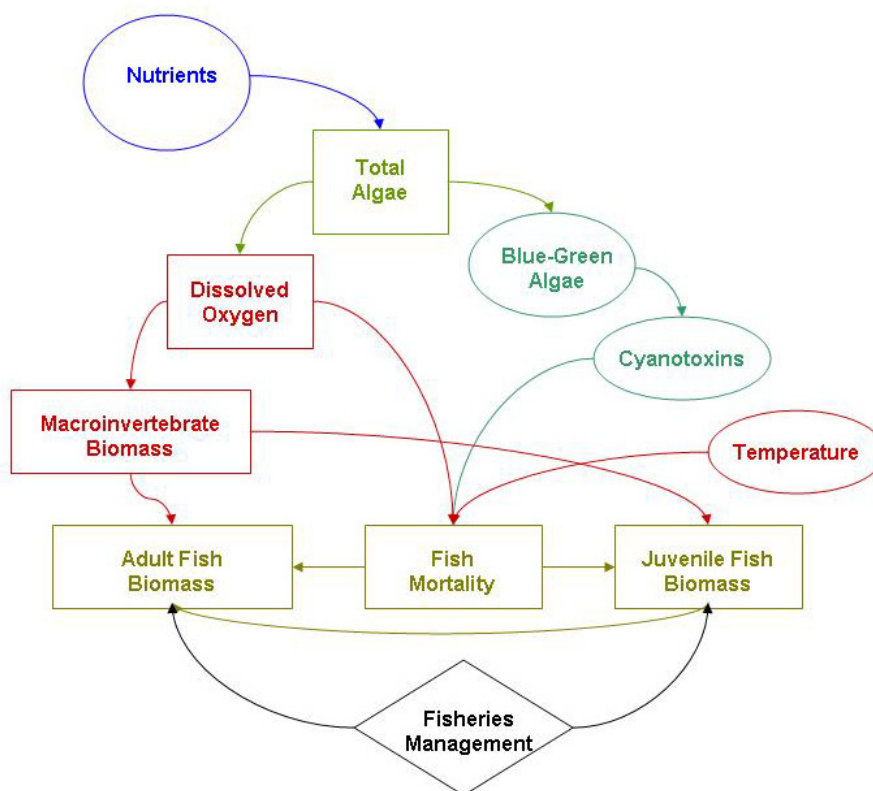 Nutrients
Total
Algae
Blue-Green
Algae
Dissolved
Oxygen
Cyanotoxins
Macroinvertebrate
Biomass
Temperature
Adult Fish
Biomass
Fish
Mortality
Juvenile Fish
Biomass
Fisheries
Management